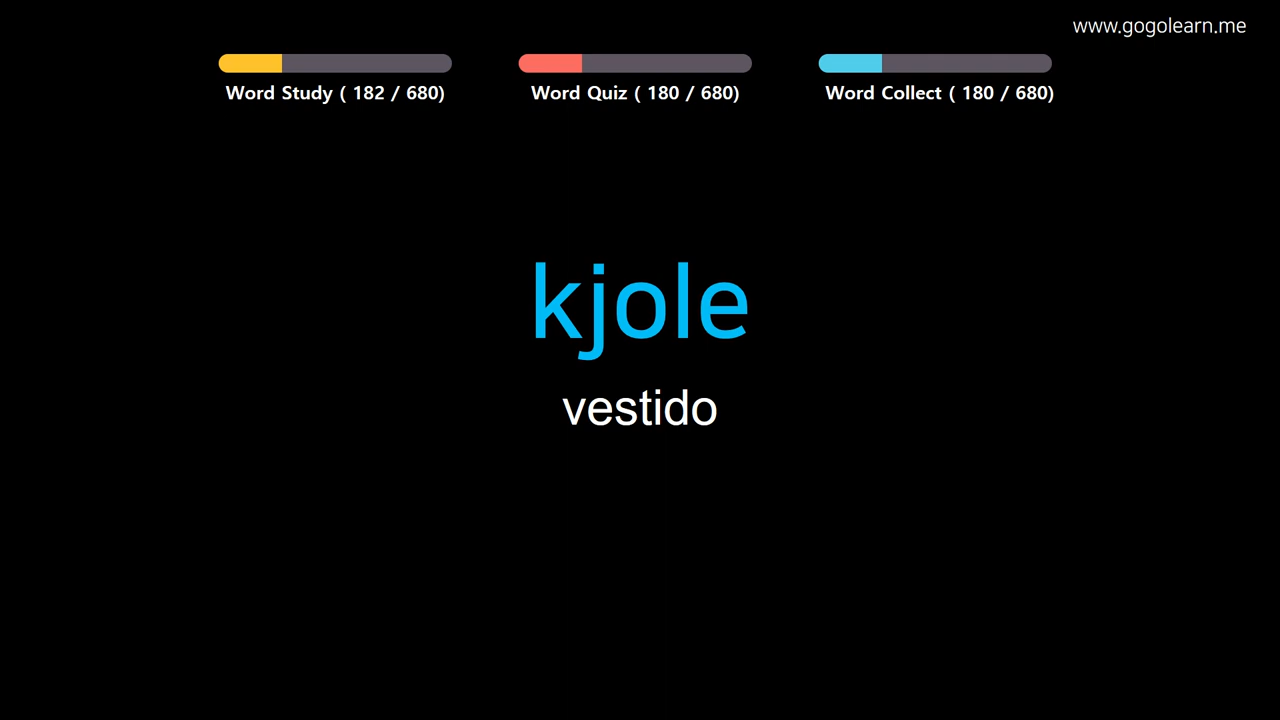 www.gogolearn.me
Word Study ( 182 / 680)
Word Quiz ( 180 / 680)
Word Collect ( 180 / 680)
kjole
vestido